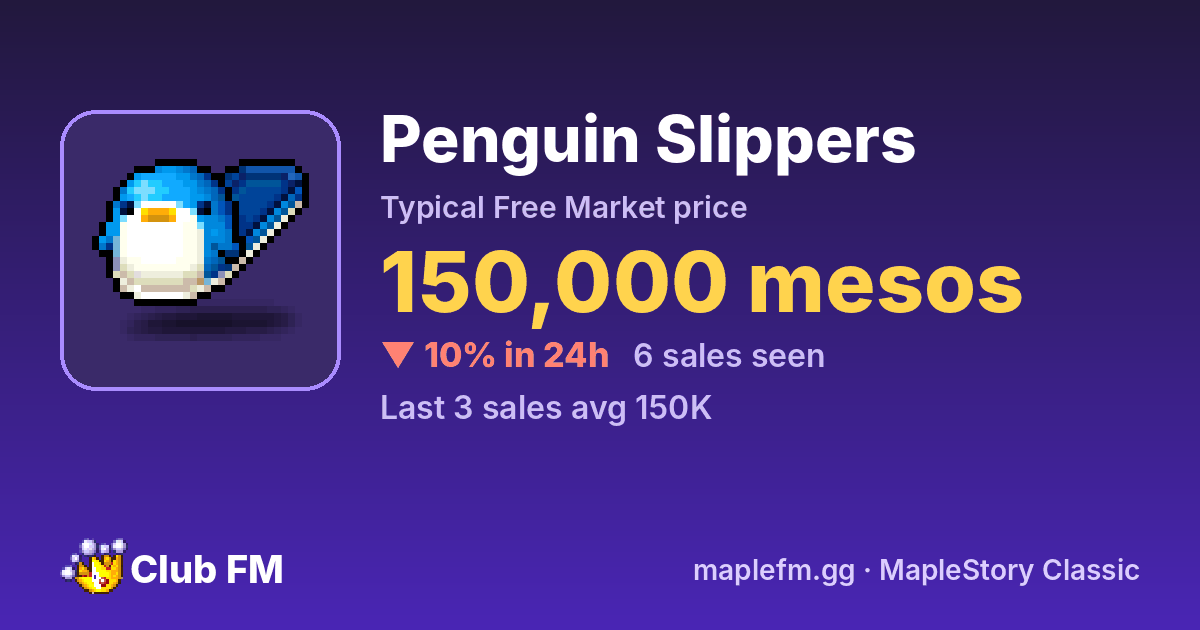 Penguin Slippers
Typical Free Market price
150,000 mesos
▼ 10% in 24h 6 sales seen
Last 3 sales avg 150K
Club FM
maplefm.gg · MapleStory Classic